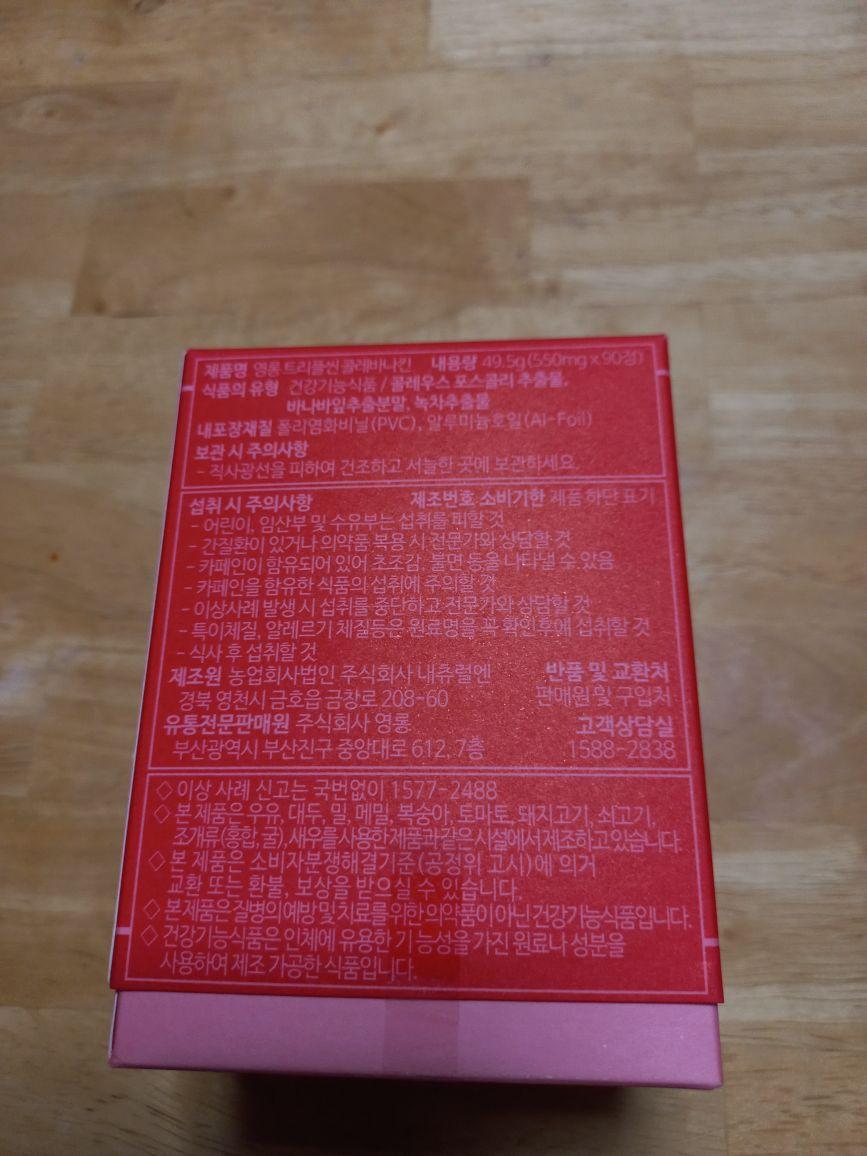 제품명 영롱 트리플씬 콜레바나킨 내용량 49.5g(550mg x 90정)
식품의 유형 건강기능식품 / 콜레우스 포스콜리 추출물,
바나바잎추출분말, 녹차추출물
내포장재질 폴리염화비닐(PVC), 알루미늄호일(Al-Foil)
보관 시 주의사항
- 직사광선을 피하여 건조하고 서늘한 곳에 보관하세요.
섭취 시 주의사항 제조번호 소비기한 제품 하단 표기
- 어린이, 임산부 및 수유부는 섭취를 피할 것
- 간질환이 있거나 의약품 복용 시 전문가와 상담할 것
- 카페인이 함유되어 있어 초조감, 불면 등을 나타낼 수 있음
- 카페인을 함유한 식품의 섭취에 주의할 것
- 이상사례 발생 시 섭취를 중단하고 전문가와 상담할 것
- 특이체질, 알레르기 체질등은 원료명을 꼭 확인후에 섭취할 것
- 식사 후 섭취할 것
제조원 농업회사법인 주식회사 내츄럴엔 반품 및 교환처
경북 영천시 금호읍 금창로 208-60 판매원 및 구입처
유통전문판매원 주식회사 영롱 고객상담실
부산광역시 부산진구 중앙대로 612, 7층 1588-2838
◇ 이상 사례 신고는 국번없이 1577-2488
◇ 본 제품은 우유, 대두, 밀, 메밀, 복숭아, 토마토, 돼지고기, 쇠고기,
조개류(홍합, 굴), 새우를 사용한 제품과 같은 시설에서 제조하고 있습니다.
◇ 본 제품은 소비자분쟁해결기준(공정위 고시)에 의거
교환 또는 환불, 보상을 받으실 수 있습니다.
◇ 본 제품은 질병의 예방 및 치료를 위한 의약품이 아닌 건강기능식품입니다.
◇ 건강기능식품은 인체에 유용한 기능성을 가진 원료나 성분을
사용하여 제조 가공한 식품입니다.